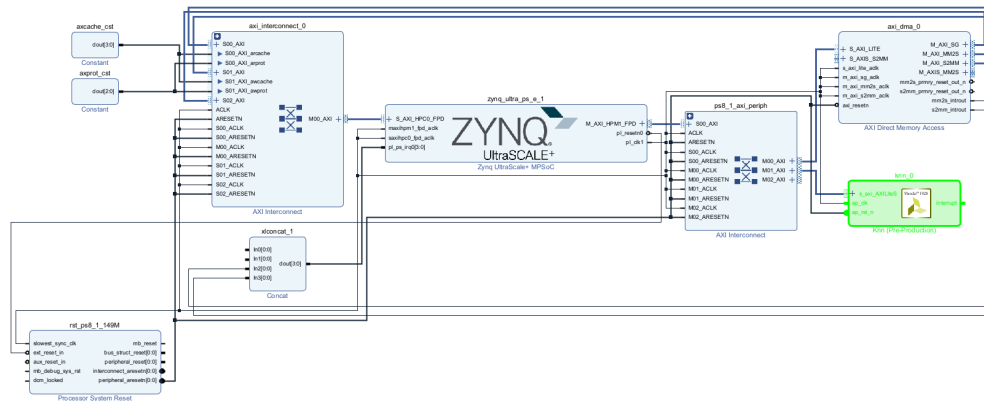 axcache_cst
dout[3:0]
Constant
axprot_cst
dout[2:0]
Constant
axi_interconnect_0
S00_AXI
S00_AXI_arcache
S00_AXI_arprot
S01_AXI
S01_AXI_awcache
S01_AXI_awprot
S02_AXI
ACLK
ARESETN
S00_ACLK
S00_ARESETN
M00_ACLK
M00_ARESETN
S01_ACLK
S01_ARESETN
S02_ACLK
S02_ARESETN
M00_AXI
AXI Interconnect
zynq_ultra_ps_e_1
S_AXI_HPC0_FPD
maxihpm1_fpd_aclk
saxihpc0_fpd_aclk
pl_ps_irq0[3:0]
ZYNQ
UltraSCALE+
M_AXI_HPM1_FPD
pl_resetn0
pl_clk1
Zynq UltraScale+ MPSoC
ps8_1_axi_periph
S00_AXI
ACLK
ARESETN
S00_ACLK
S00_ARESETN
M00_ACLK
M00_ARESETN
M01_ACLK
M01_ARESETN
M02_ACLK
M02_ARESETN
M00_AXI
M01_AXI
M02_AXI
AXI Interconnect
axi_dma_0
S_AXI_LITE
S_AXIS_S2MM
s_axi_lite_aclk
m_axi_sg_aclk
m_axi_mm2s_aclk
m_axi_s2mm_aclk
axi_resetn
M_AXI_SG
M_AXI_MM2S
M_AXI_S2MM
M_AXIS_MM2S
mm2s_prmry_reset_out_n
s2mm_prmry_reset_out_n
mm2s_introut
s2mm_introut
AXI Direct Memory Access
knn_0
s_axi_AXILiteS
ap_clk
ap_rst_n
Vivado™ HLS
interrupt
Knn (Pre-Production)
xlconcat_1
In0[0:0]
In1[0:0]
In2[0:0]
In3[0:0]
dout[3:0]
Concat
rst_ps8_1_149M
slowest_sync_clk
ext_reset_in
aux_reset_in
mb_debug_sys_rst
dcm_locked
mb_reset
bus_struct_reset[0:0]
peripheral_reset[0:0]
interconnect_aresetn[0:0]
peripheral_aresetn[0:0]
Processor System Reset